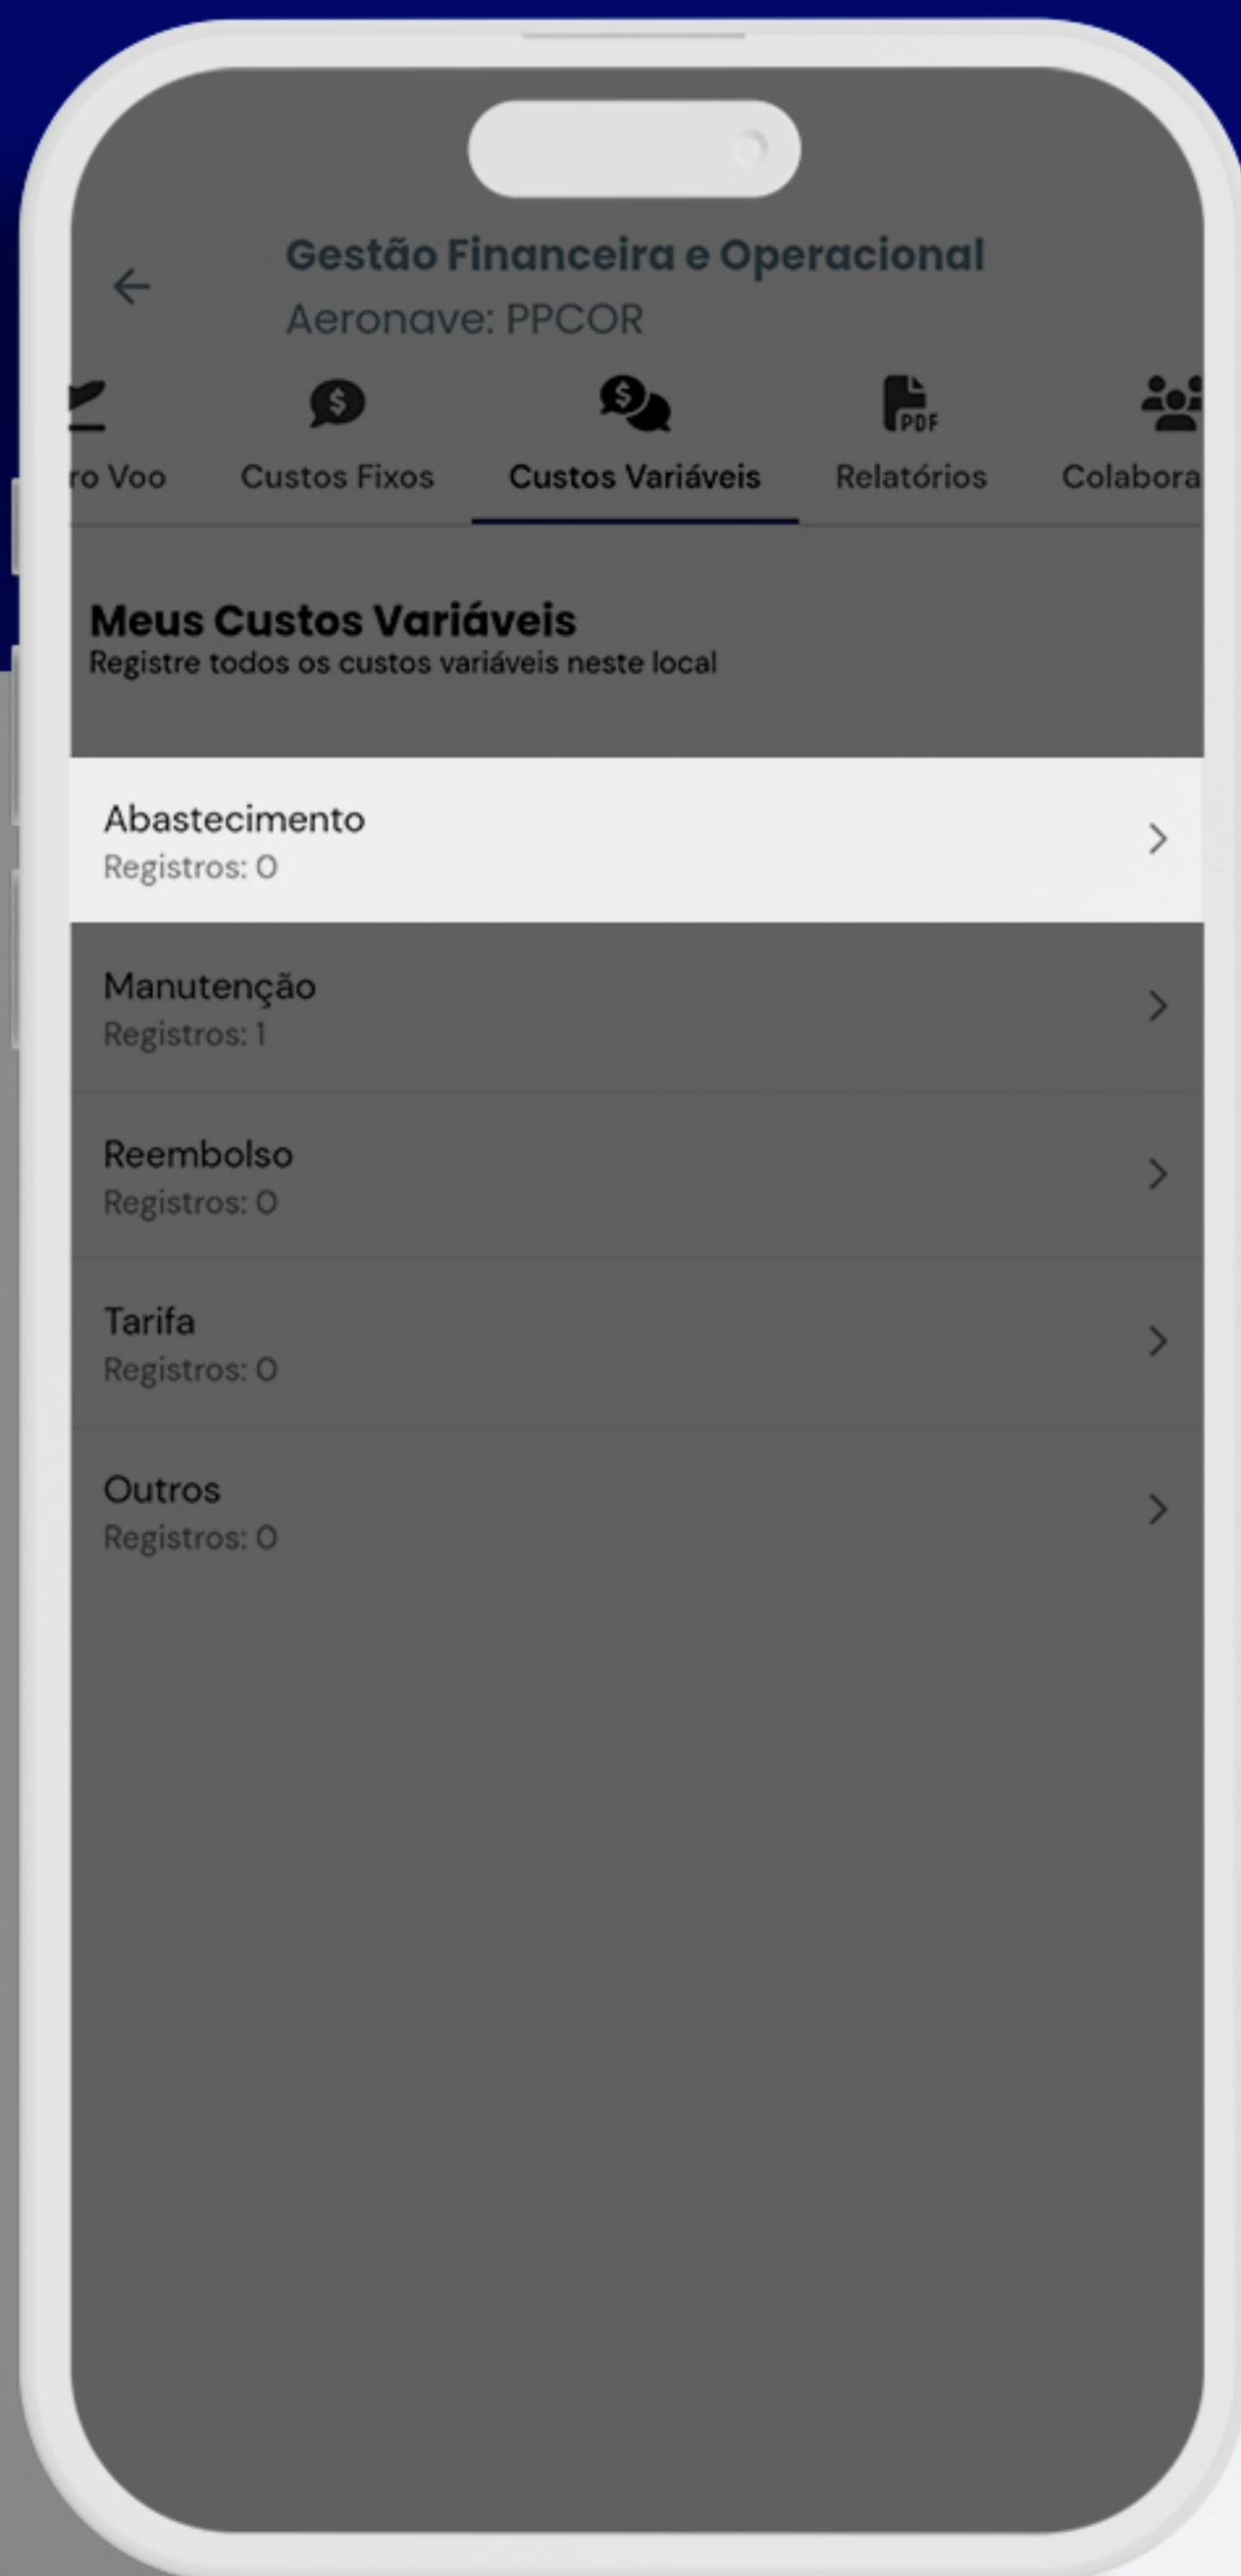 Gestão Financeira e Operacional
Aeronave: PPCOR
ro Voo
Custos Fixos
Custos Variáveis
PDF
Relatórios
Colabora
Meus Custos Variáveis
Registre todos os custos variáveis neste local
Abastecimento
Registros: 0
Manutenção
Registros: 1
Reembolso
Registros: 0
Tarifa
Registros: 0
Outros
Registros: 0